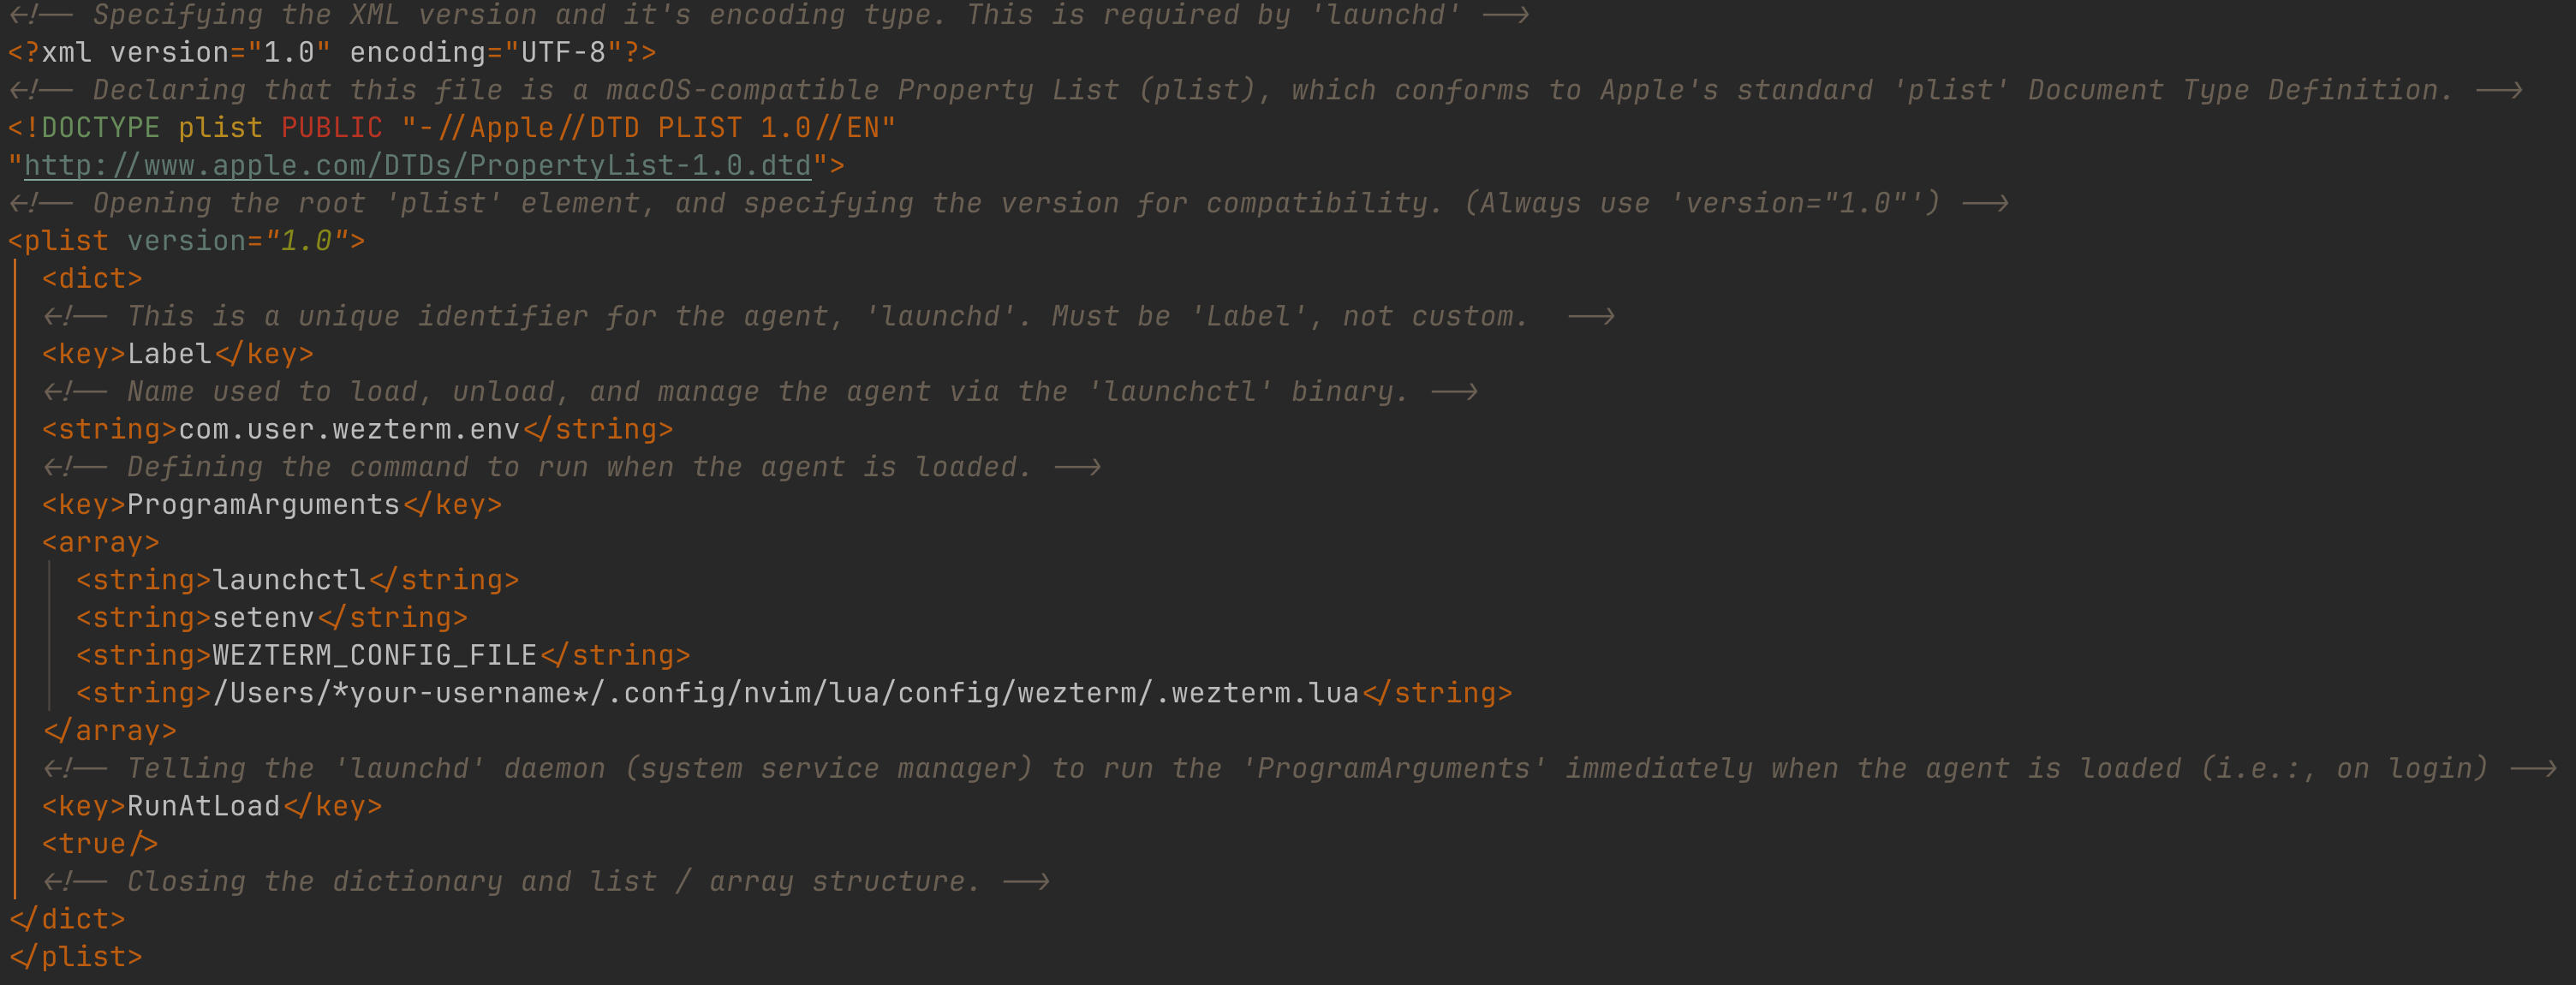 <!-- Specifying the XML version and it's encoding type. This is required by 'launchd' -->
<?xml version="1.0" encoding="UTF-8"?>
<!-- Declaring that this file is a macOS-compatible Property List (plist), which conforms to Apple's standard 'plist' Document Type Definition. -->
<!DOCTYPE plist PUBLIC "-//Apple//DTD PLIST 1.0//EN"
"http://www.apple.com/DTDs/PropertyList-1.0.dtd">
<!-- Opening the root 'plist' element, and specifying the version for compatibility. (Always use 'version="1.0"') -->
<plist version="1.0">
  <dict>
  <!-- This is a unique identifier for the agent, 'launchd'. Must be 'Label', not custom.  -->
  <key>Label</key>
  <!-- Name used to load, unload, and manage the agent via the 'launchctl' binary. -->
  <string>com.user.wezterm.env</string>
  <!-- Defining the command to run when the agent is loaded. -->
  <key>ProgramArguments</key>
  <array>
    <string>launchctl</string>
    <string>setenv</string>
    <string>WEZTERM_CONFIG_FILE</string>
    <string>/Users/*your-username*/.config/nvim/lua/config/wezterm/.wezterm.lua</string>
  </array>
  <!-- Telling the 'launchd' daemon (system service manager) to run the 'ProgramArguments' immediately when the agent is loaded (i.e.:, on login) -->
  <key>RunAtLoad</key>
  <true/>
  <!-- Closing the dictionary and list / array structure. -->
</dict>
</plist>